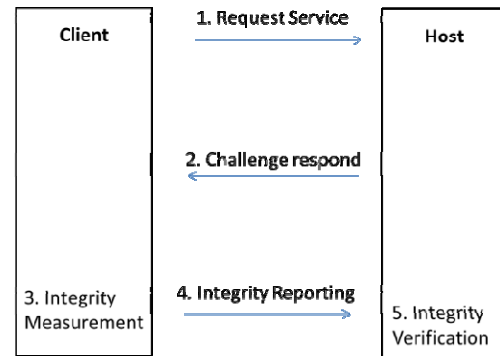 1. Request Service
Client
Host
2. Challenge respond
3. Integrity
Measurement
4. Integrity Reporting
5. Integrity
Verification